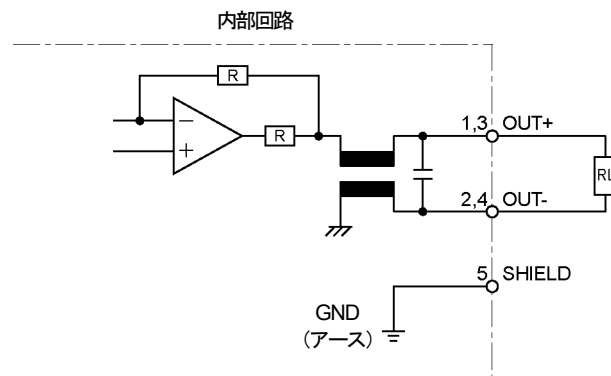 内部回路
R
R
−
+
1,3 OUT+
RL
2,4 OUT-
5 SHIELD
GND
(アース)